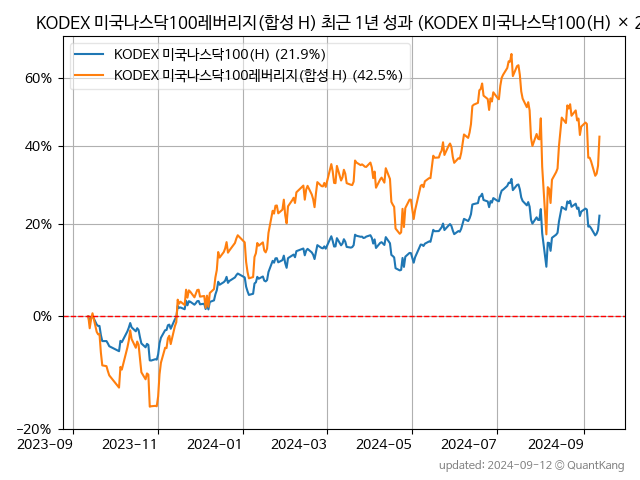 KODEX 미국나스닥100레버리지(합성 H) 최근 1년 성과 (KODEX 미국나스닥100(H) × 2
KODEX 미국나스닥100(H) (21.9%)
KODEX 미국나스닥100레버리지(합성 H) (42.5%)
60%
40%
20%
0%
-20%
2023-09 2023-11 2024-01 2024-03 2024-05 2024-07 2024-09
updated: 2024-09-12 © QuantKang